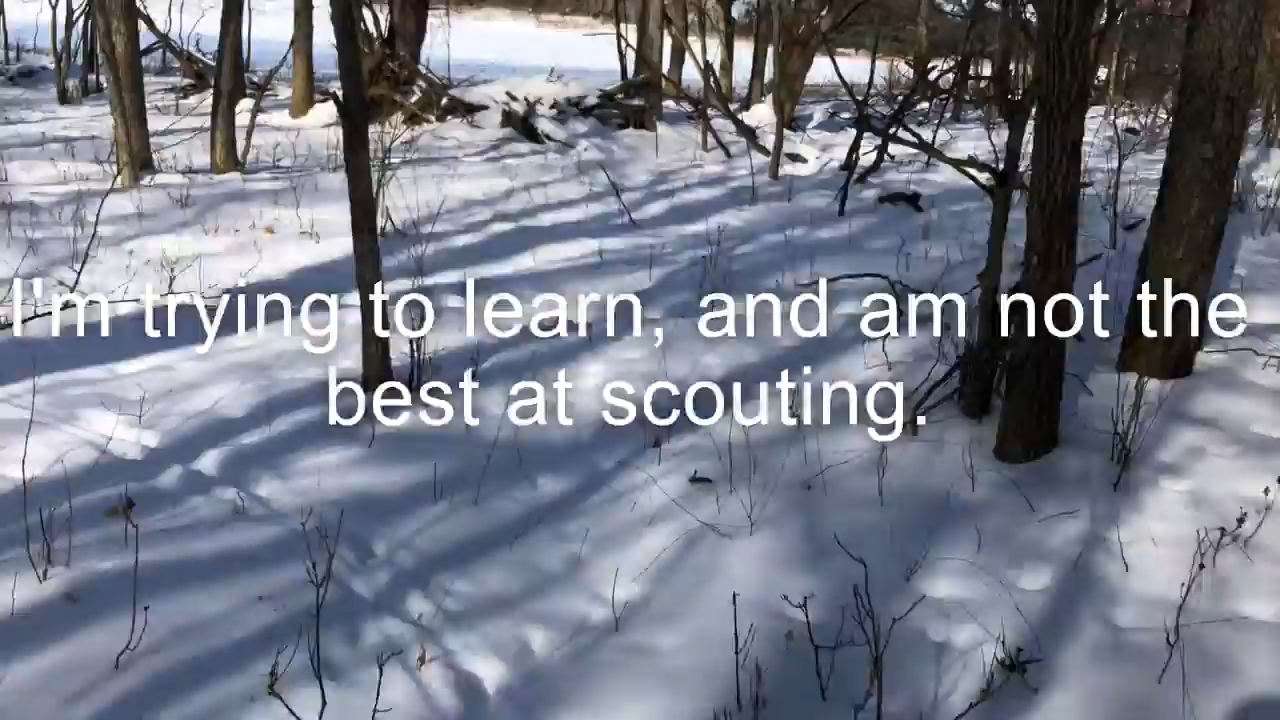 I'm trying to learn, and am not the
best at scouting.